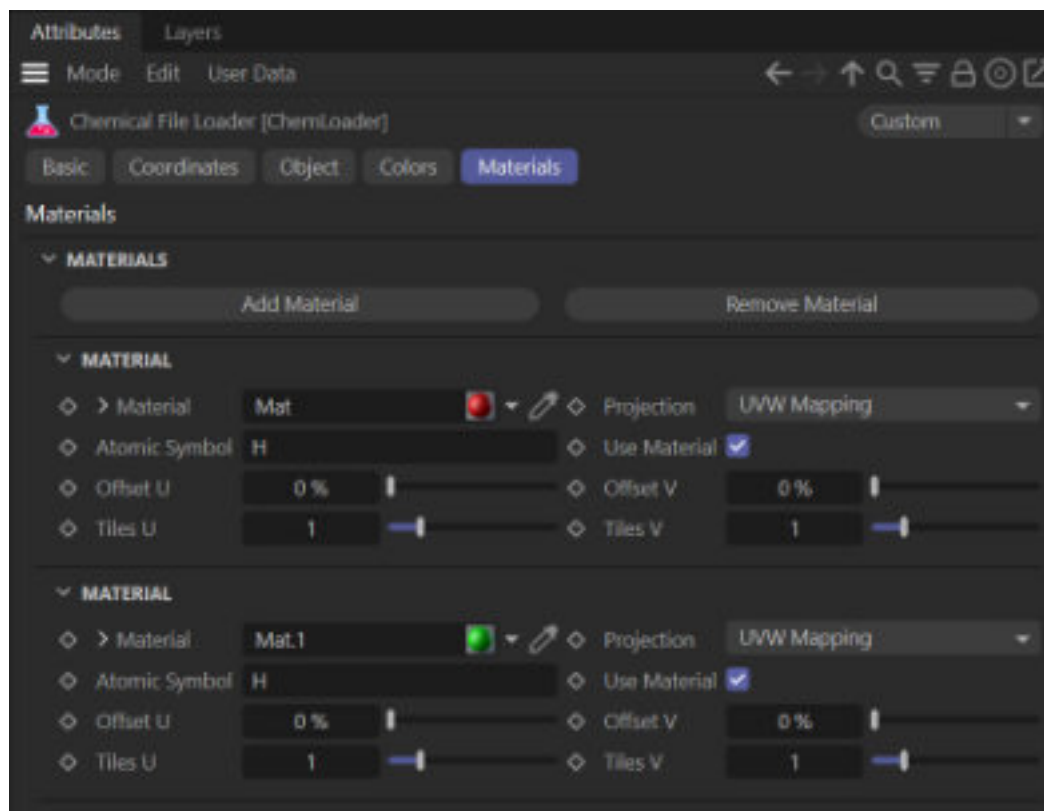 Attributes Layers
Mode Edit User Data
Chemical File Loader [ChemLoader] Custom
Basic Coordinates Object Colors Materials
Materials
MATERIALS
Add Material Remove Material
MATERIAL
Material Mat Projection UVW Mapping
Atomic Symbol H Use Material
Offset U 0 % Offset V 0 %
Tiles U 1 Tiles V 1
MATERIAL
Material Mat.1 Projection UVW Mapping
Atomic Symbol H Use Material
Offset U 0 % Offset V 0 %
Tiles U 1 Tiles V 1